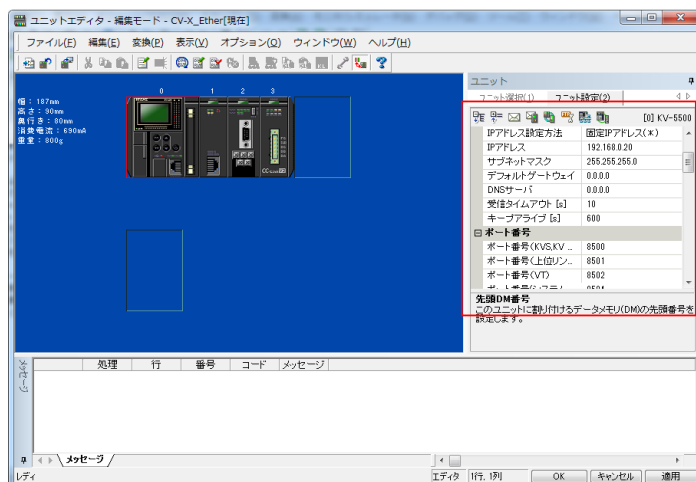 ユニットエディタ - 編集モード - CV-X_Ether[現在]
ファイル(F) 編集(E) 変換(P) 表示(V) オプション(O) ウィンドウ(W) ヘルプ(H)
幅: 187mm
高さ: 90mm
奥行き: 80mm
消費電流: 690mA
重量: 800g
0 1 2 3
CC-Link
ユニット
ユニット選択(1) ユニット設定(2)
[0] KV-5500
IPアドレス設定方法 固定IPアドレス(*)
IPアドレス 192.168.0.20
サブネットマスク 255.255.255.0
デフォルトゲートウェイ 0.0.0.0
DNSサーバ 0.0.0.0
受信タイムアウト [s] 10
キープアライブ [s] 600
ポート番号
ポート番号(KVS,KV ... 8500
ポート番号(上位リン... 8501
ポート番号(VT) 8502
先頭DM番号
このユニットに割り付けるデータメモリ(DM)の先頭番号を
設定します。
処理 行 番号 コード メッセージ
メッセージ
メッセージ
レディ エディタ 1行, 1列 OK キャンセル 適用